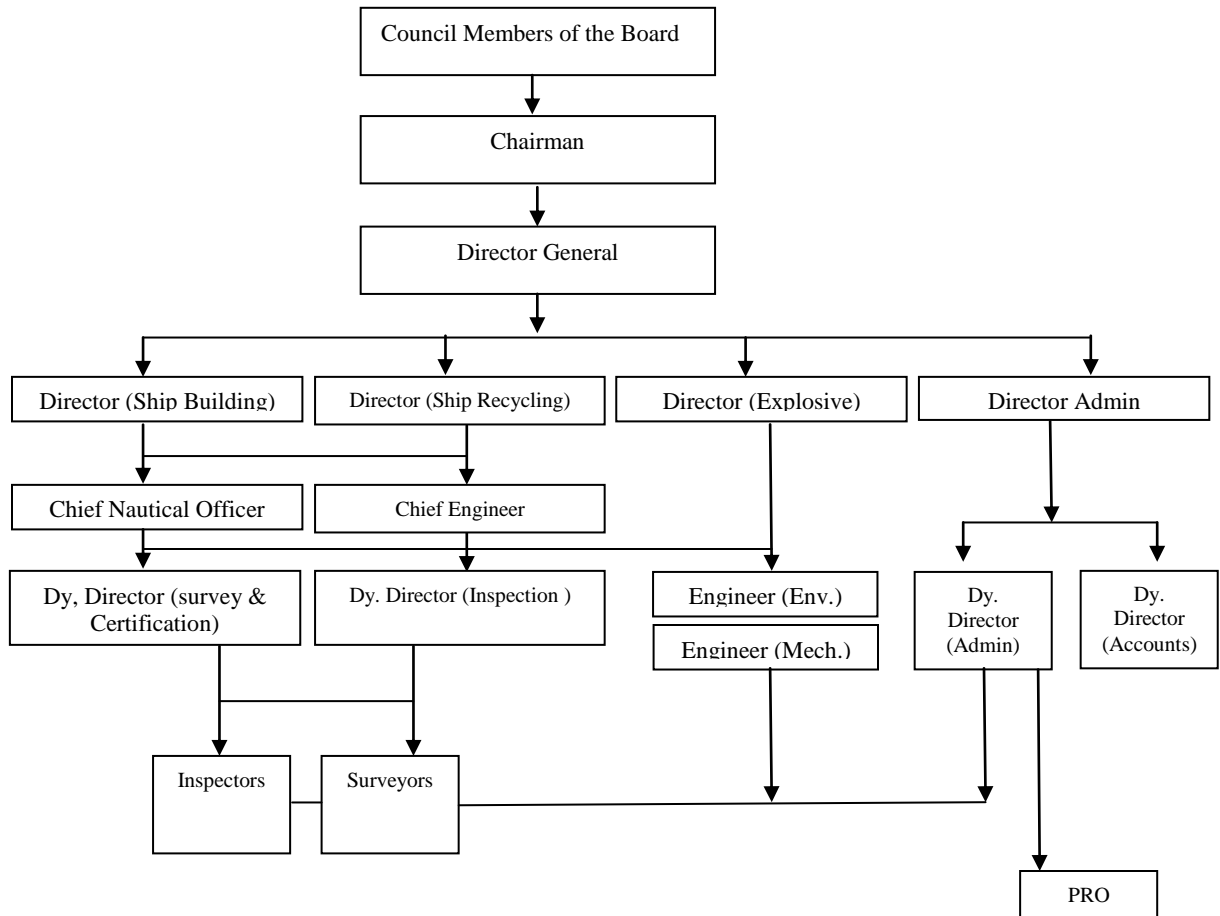 Council Members of the Board
Chairman
Director General
Director (Ship Building)
Director (Ship Recycling)
Director (Explosive)
Director Admin
Chief Nautical Officer
Chief Engineer
Dy, Director (survey &
Certification)
Dy. Director (Inspection )
Engineer (Env.)
Engineer (Mech.)
Dy.
Director
(Admin)
Dy.
Director
(Accounts)
Inspectors
Surveyors
PRO